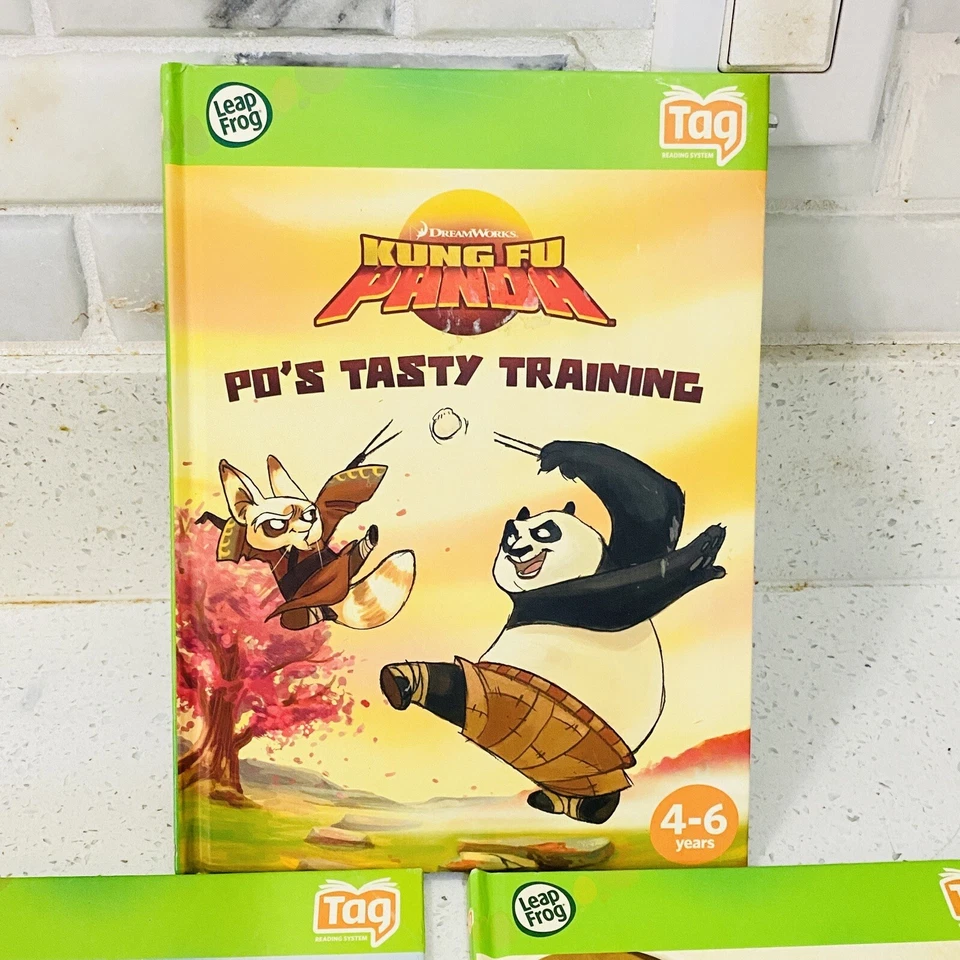 Leap
Frog
Tag
READING SYSTEM
DREAMWORKS
KUNG FU
PANDA
PO'S TASTY TRAINING
4-6
years
Tag
READING SYSTEM
Leap
Frog